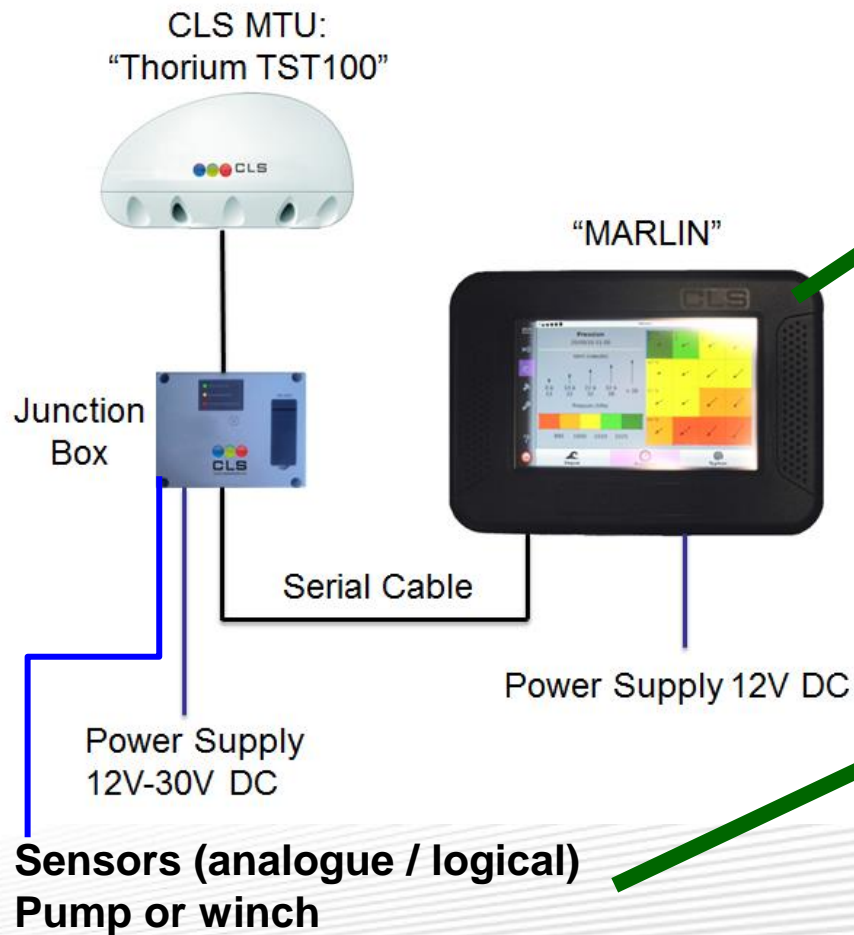 CLS MTU:
“Thorium TST100”
CLS
“MARLIN”
CLS
Pression
Junction
Box
CLS
Serial Cable
Power Supply 12V DC
Power Supply
12V-30V DC
Sensors (analogue / logical)
Pump or winch